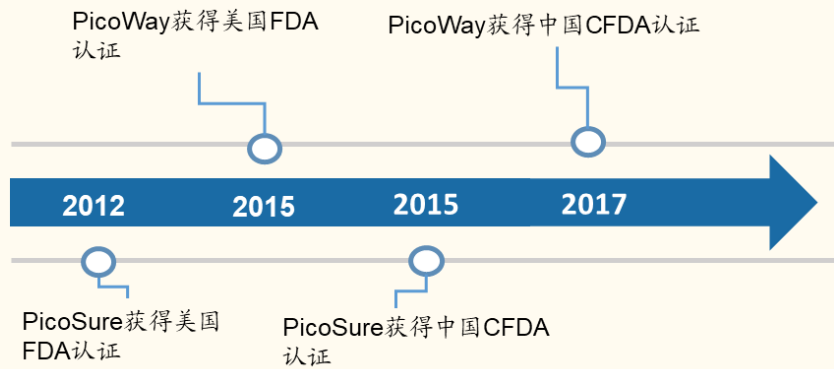 PicoWay获得美国FDA
认证
PicoWay获得中国CFDA认证
2012
2015
2015
2017
PicoSure获得美国
FDA认证
PicoSure获得中国CFDA
认证